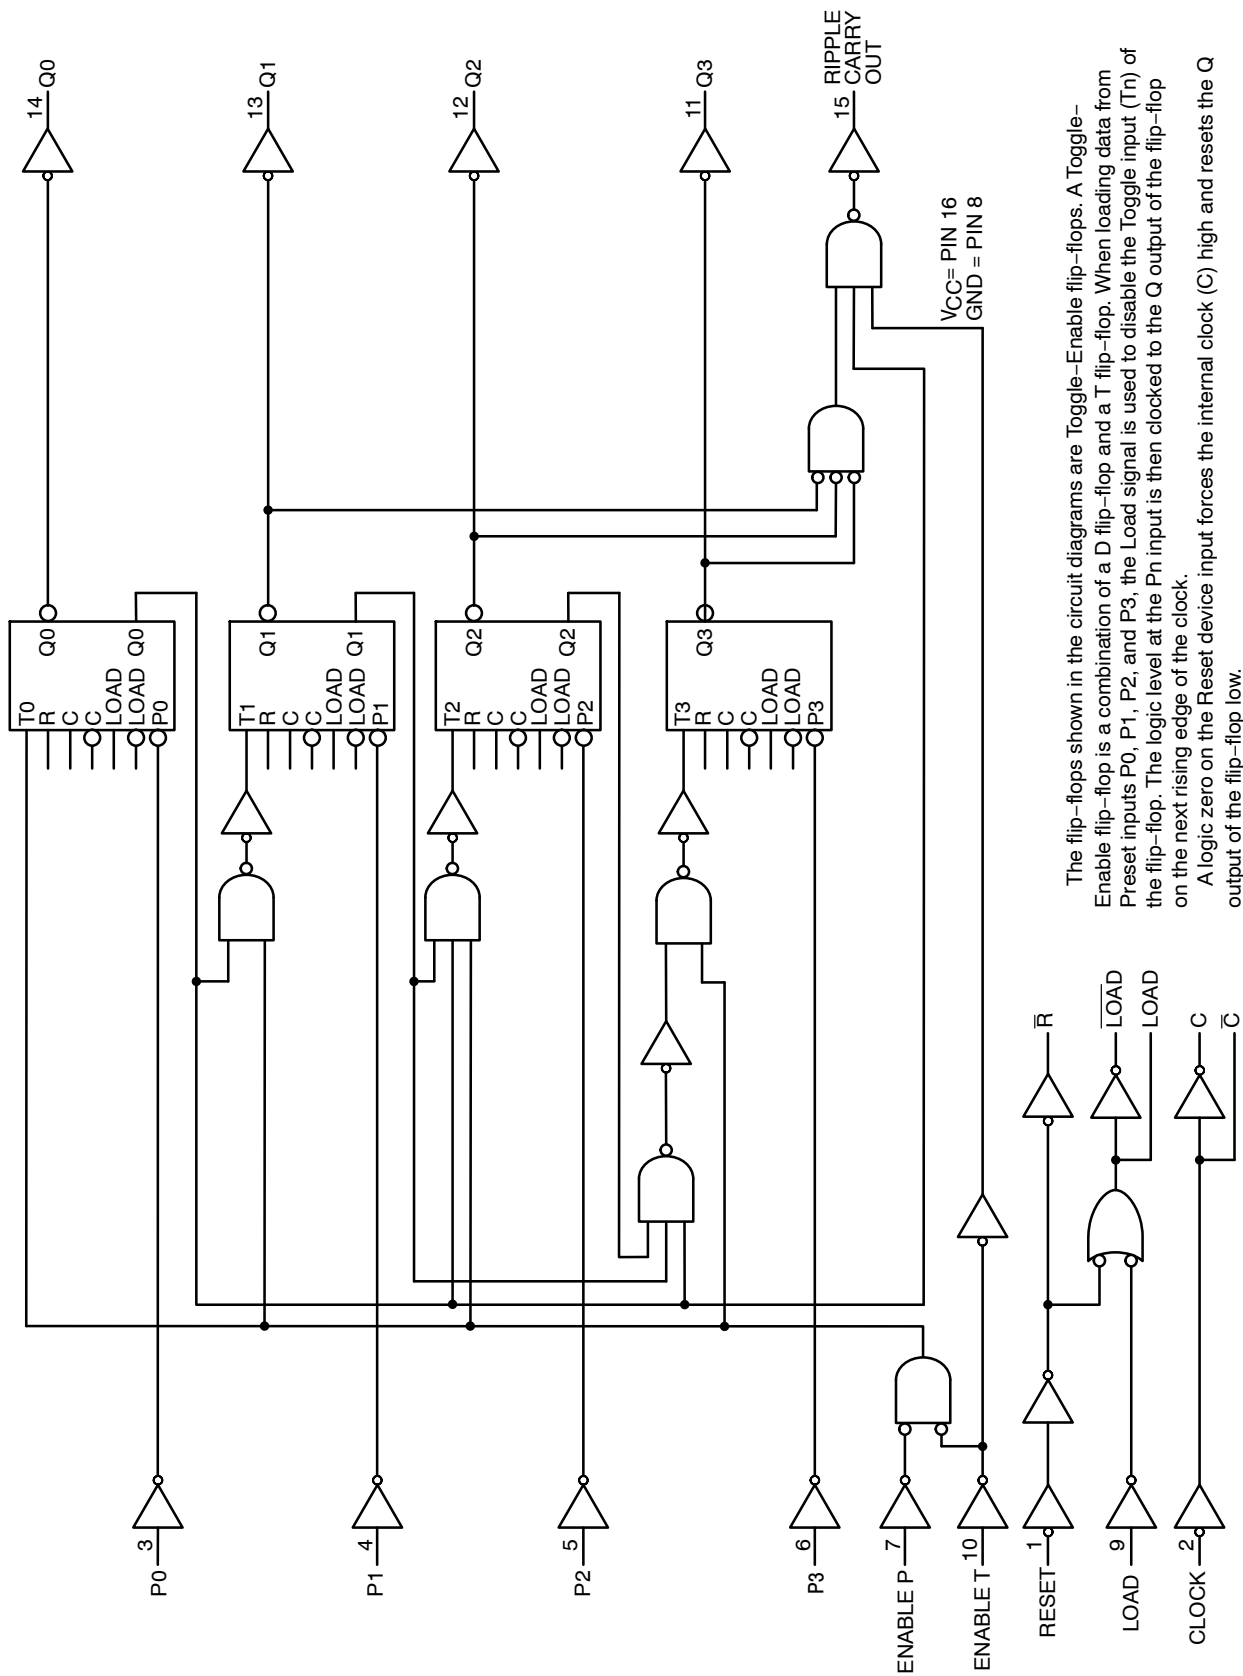 P0
3
P1
4
P2
5
P3
6
ENABLE P
7
ENABLE T
10
RESET
1
LOAD
9
CLOCK
2
T0
R
C
C
LOAD
LOAD
P0
Q0
Q0
T1
R
C
C
LOAD
LOAD
P1
Q1
Q1
T2
R
C
C
LOAD
LOAD
P2
Q2
Q2
T3
R
C
C
LOAD
LOAD
P3
Q3
14
Q0
13
Q1
12
Q2
11
Q3
15
RIPPLE
CARRY
OUT
VCC= PIN 16
GND = PIN 8
R̅
L̅O̅A̅D̅
LOAD
C
C̅
The flip−flops shown in the circuit diagrams are Toggle−Enable flip−flops. A Toggle−
Enable flip−flop is a combination of a D flip−flop and a T flip−flop. When loading data from
Preset inputs P0, P1, P2, and P3, the Load signal is used to disable the Toggle input (Tn) of
the flip−flop. The logic level at the Pn input is then clocked to the Q output of the flip−flop
on the next rising edge of the clock.
A logic zero on the Reset device input forces the internal clock (C) high and resets the Q
output of the flip−flop low.